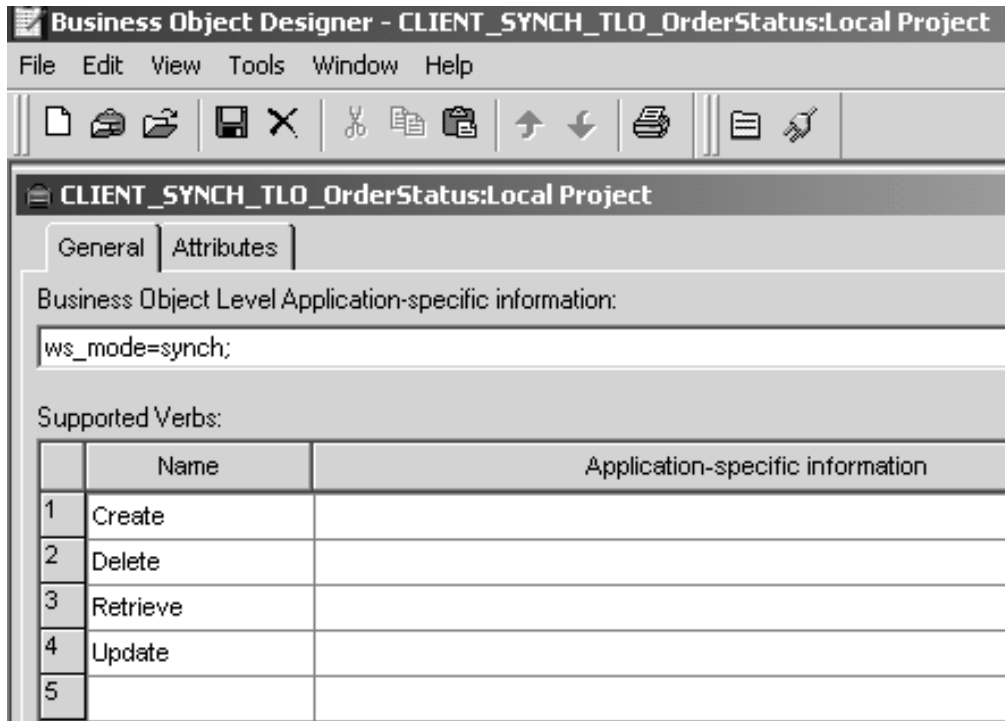 Business Object Designer - CLIENT_SYNCH_TLO_OrderStatus:Local Project
File Edit View Tools Window Help
CLIENT_SYNCH_TLO_OrderStatus:Local Project
General Attributes
Business Object Level Application-specific information:
ws_mode=synch;
Supported Verbs:
Name Application-specific information
1 Create
2 Delete
3 Retrieve
4 Update
5